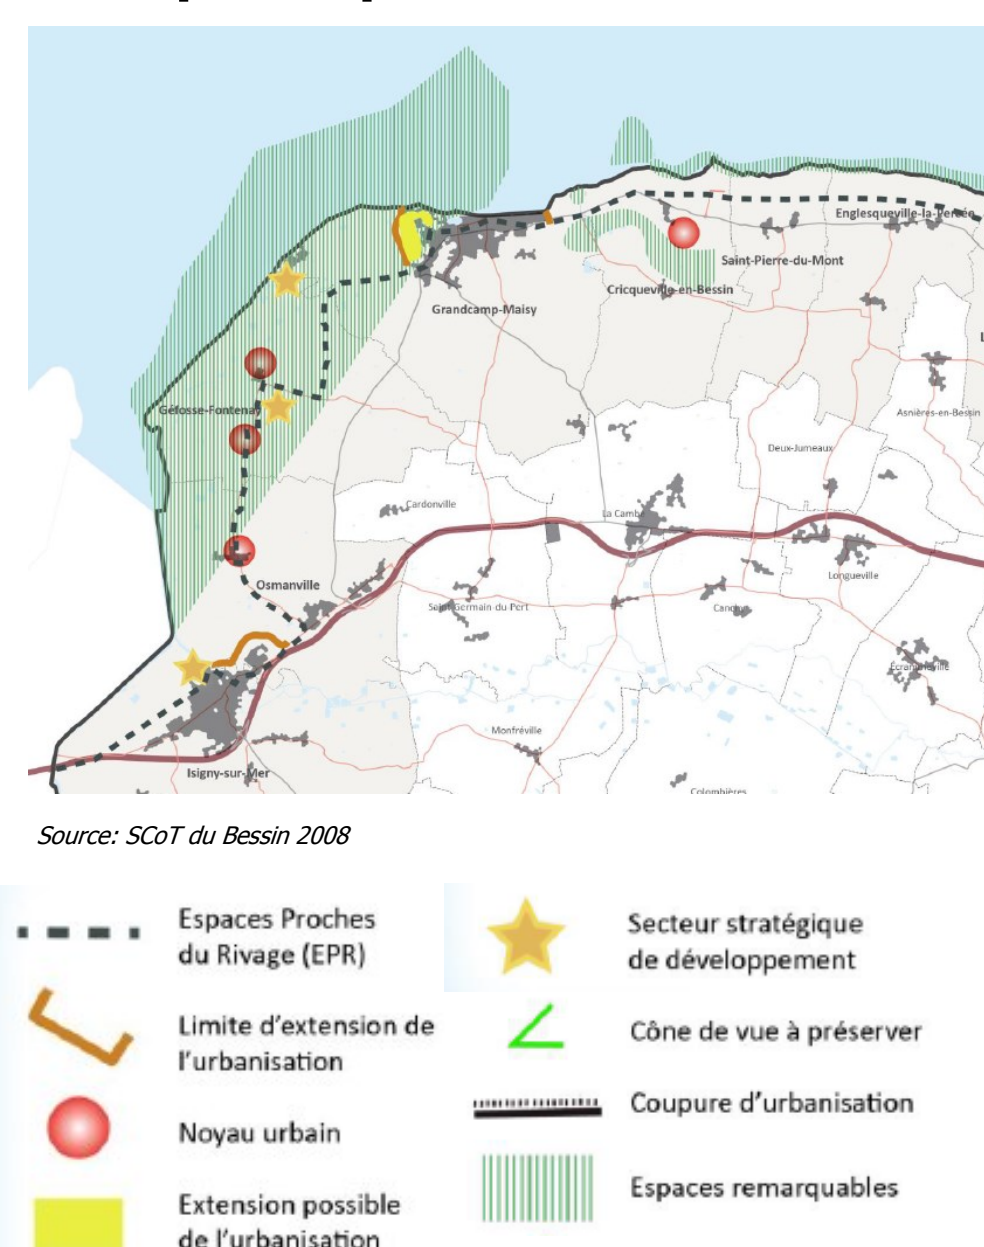 Englesqueville-la-Percée
Saint-Pierre-du-Mont
Cricqueville-en-Bessin
Grandcamp-Maisy
Géfosse-Fontenay
Asnières-en-Bessin
Deux-Jumeaux
Cardonville
La Cambe
Osmanville
Longueville
Saint-Germain-du-Pert
Canchy
Écrammeville
Monfréville
Isigny-sur-Mer
Colombières
Source: SCoT du Bessin 2008
Espaces Proches
du Rivage (EPR)
Limite d'extension de
l'urbanisation
Noyau urbain
Extension possible
de l'urbanisation
Secteur stratégique
de développement
Cône de vue à préserver
Coupure d'urbanisation
Espaces remarquables